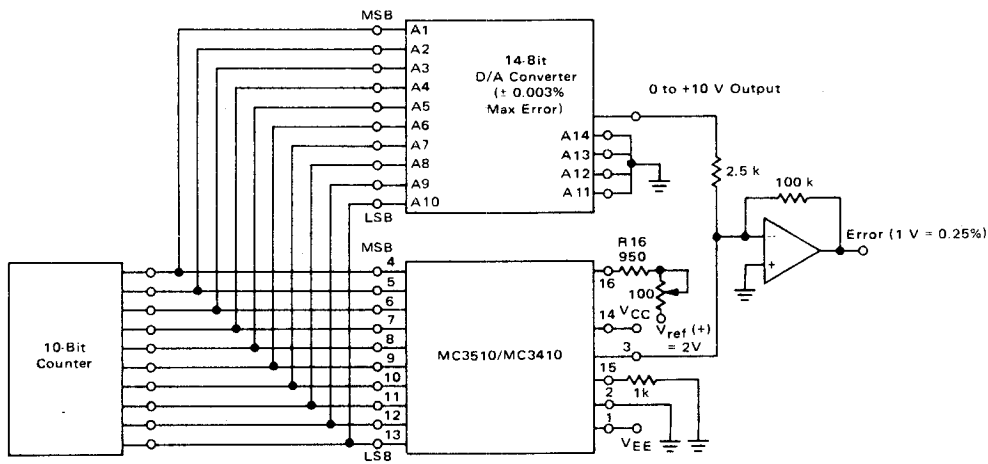 MSB
A1
A2
A3
A4
A5
A6
A7
A8
A9
A10
LSB
14-Bit
D/A Converter
(± 0.003%
Max Error)
A14
A13
A12
A11
0 to +10 V Output
2.5 k
100 k
Error (1 V = 0.25%)
10-Bit
Counter
MSB
4
5
6
7
8
9
10
11
12
13
LSB
MC3510/MC3410
R16
950
16
100
14
VCC
Vref (+)
= 2V
3
15
1k
2
1
VEE